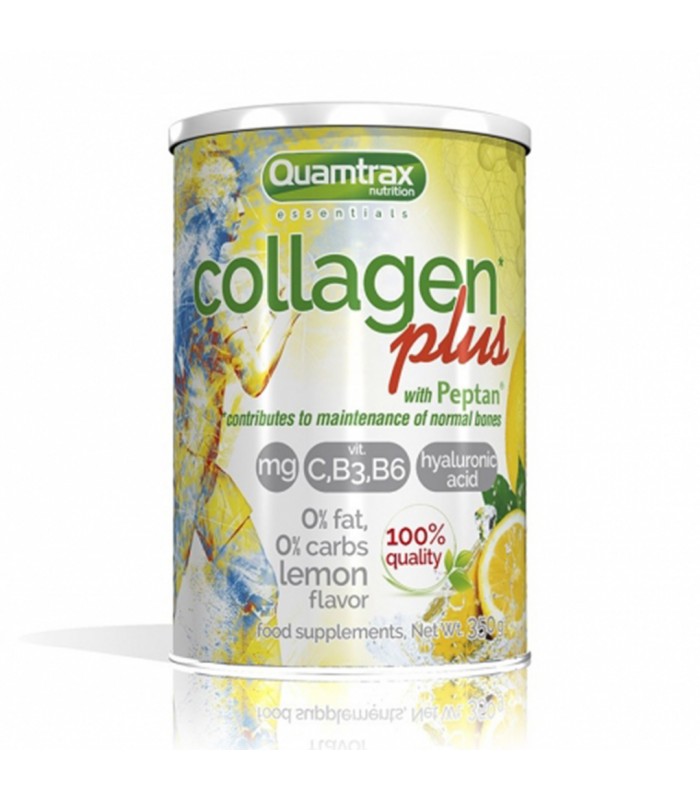 Quamtrax
nutrition
essentials
collagen*
plus
with Peptan®
*contributes to maintenance of normal bones
mg
vit.
C,B3,B6
hyaluronic
acid
0% fat,
0% carbs
lemon
flavor
100%
quality
food supplements, Net Wt.